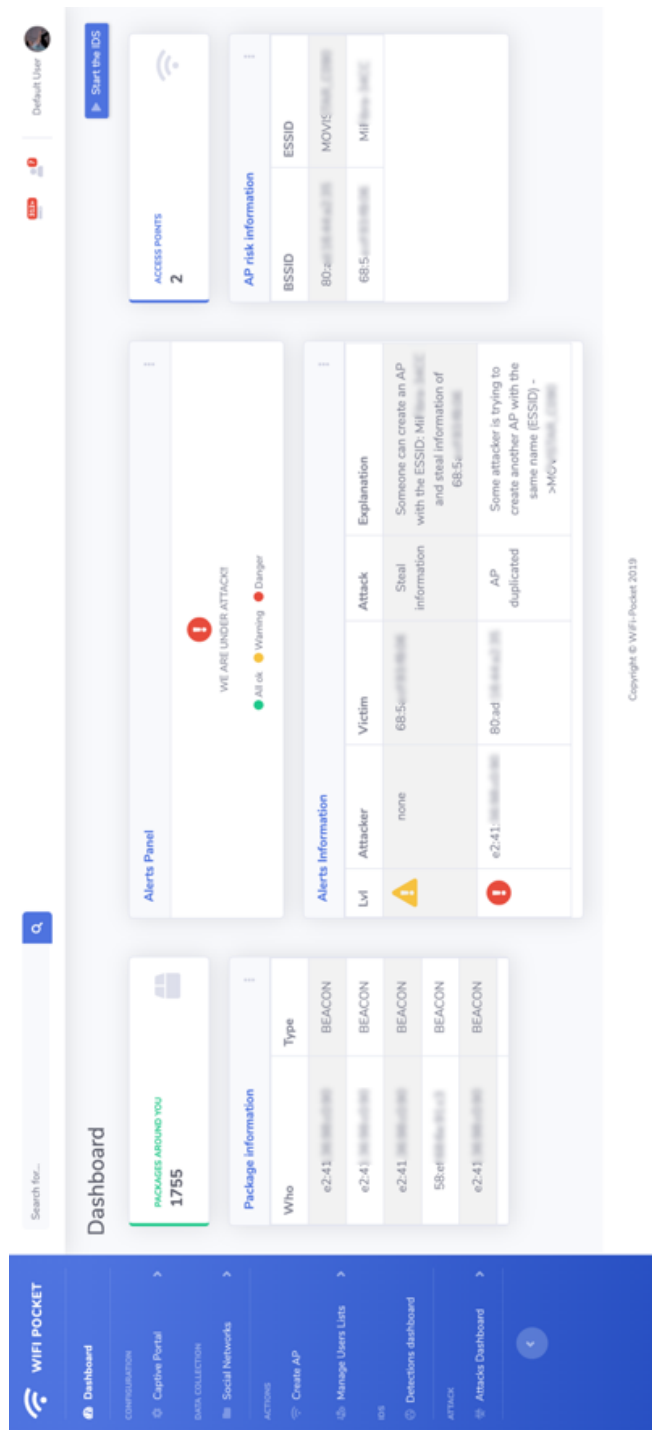 WIFI POCKET
Dashboard
CONFIGURATION
Captive Portal
DATA COLLECTION
Social Networks
ACTIONS
Create AP
Manage Users Lists
IDS
Detections dashboard
ATTACK
Attacks Dashboard
Search for...
312+
7
Default User
Dashboard
Start the IDS
PACKAGES AROUND YOU
1755
Package information
Who Type
e2:41 BEACON
e2:41 BEACON
e2:41 BEACON
58:ef BEACON
e2:41 BEACON
Alerts Panel
WE ARE UNDER ATTACK!!
All ok Warning Danger
Alerts Information
Lvl Attacker Victim Attack Explanation
none
68:5
Steal
information
Someone can create an AP
with the ESSID: MiF
and steal information of
68:5
e2:41:
80:ad
AP
duplicated
Some attacker is trying to
create another AP with the
same name (ESSID) -
>MOV
ACCESS POINTS
2
AP risk information
BSSID ESSID
80:a MOVIS
68:5 MiF
Copyright © WiFi-Pocket 2019